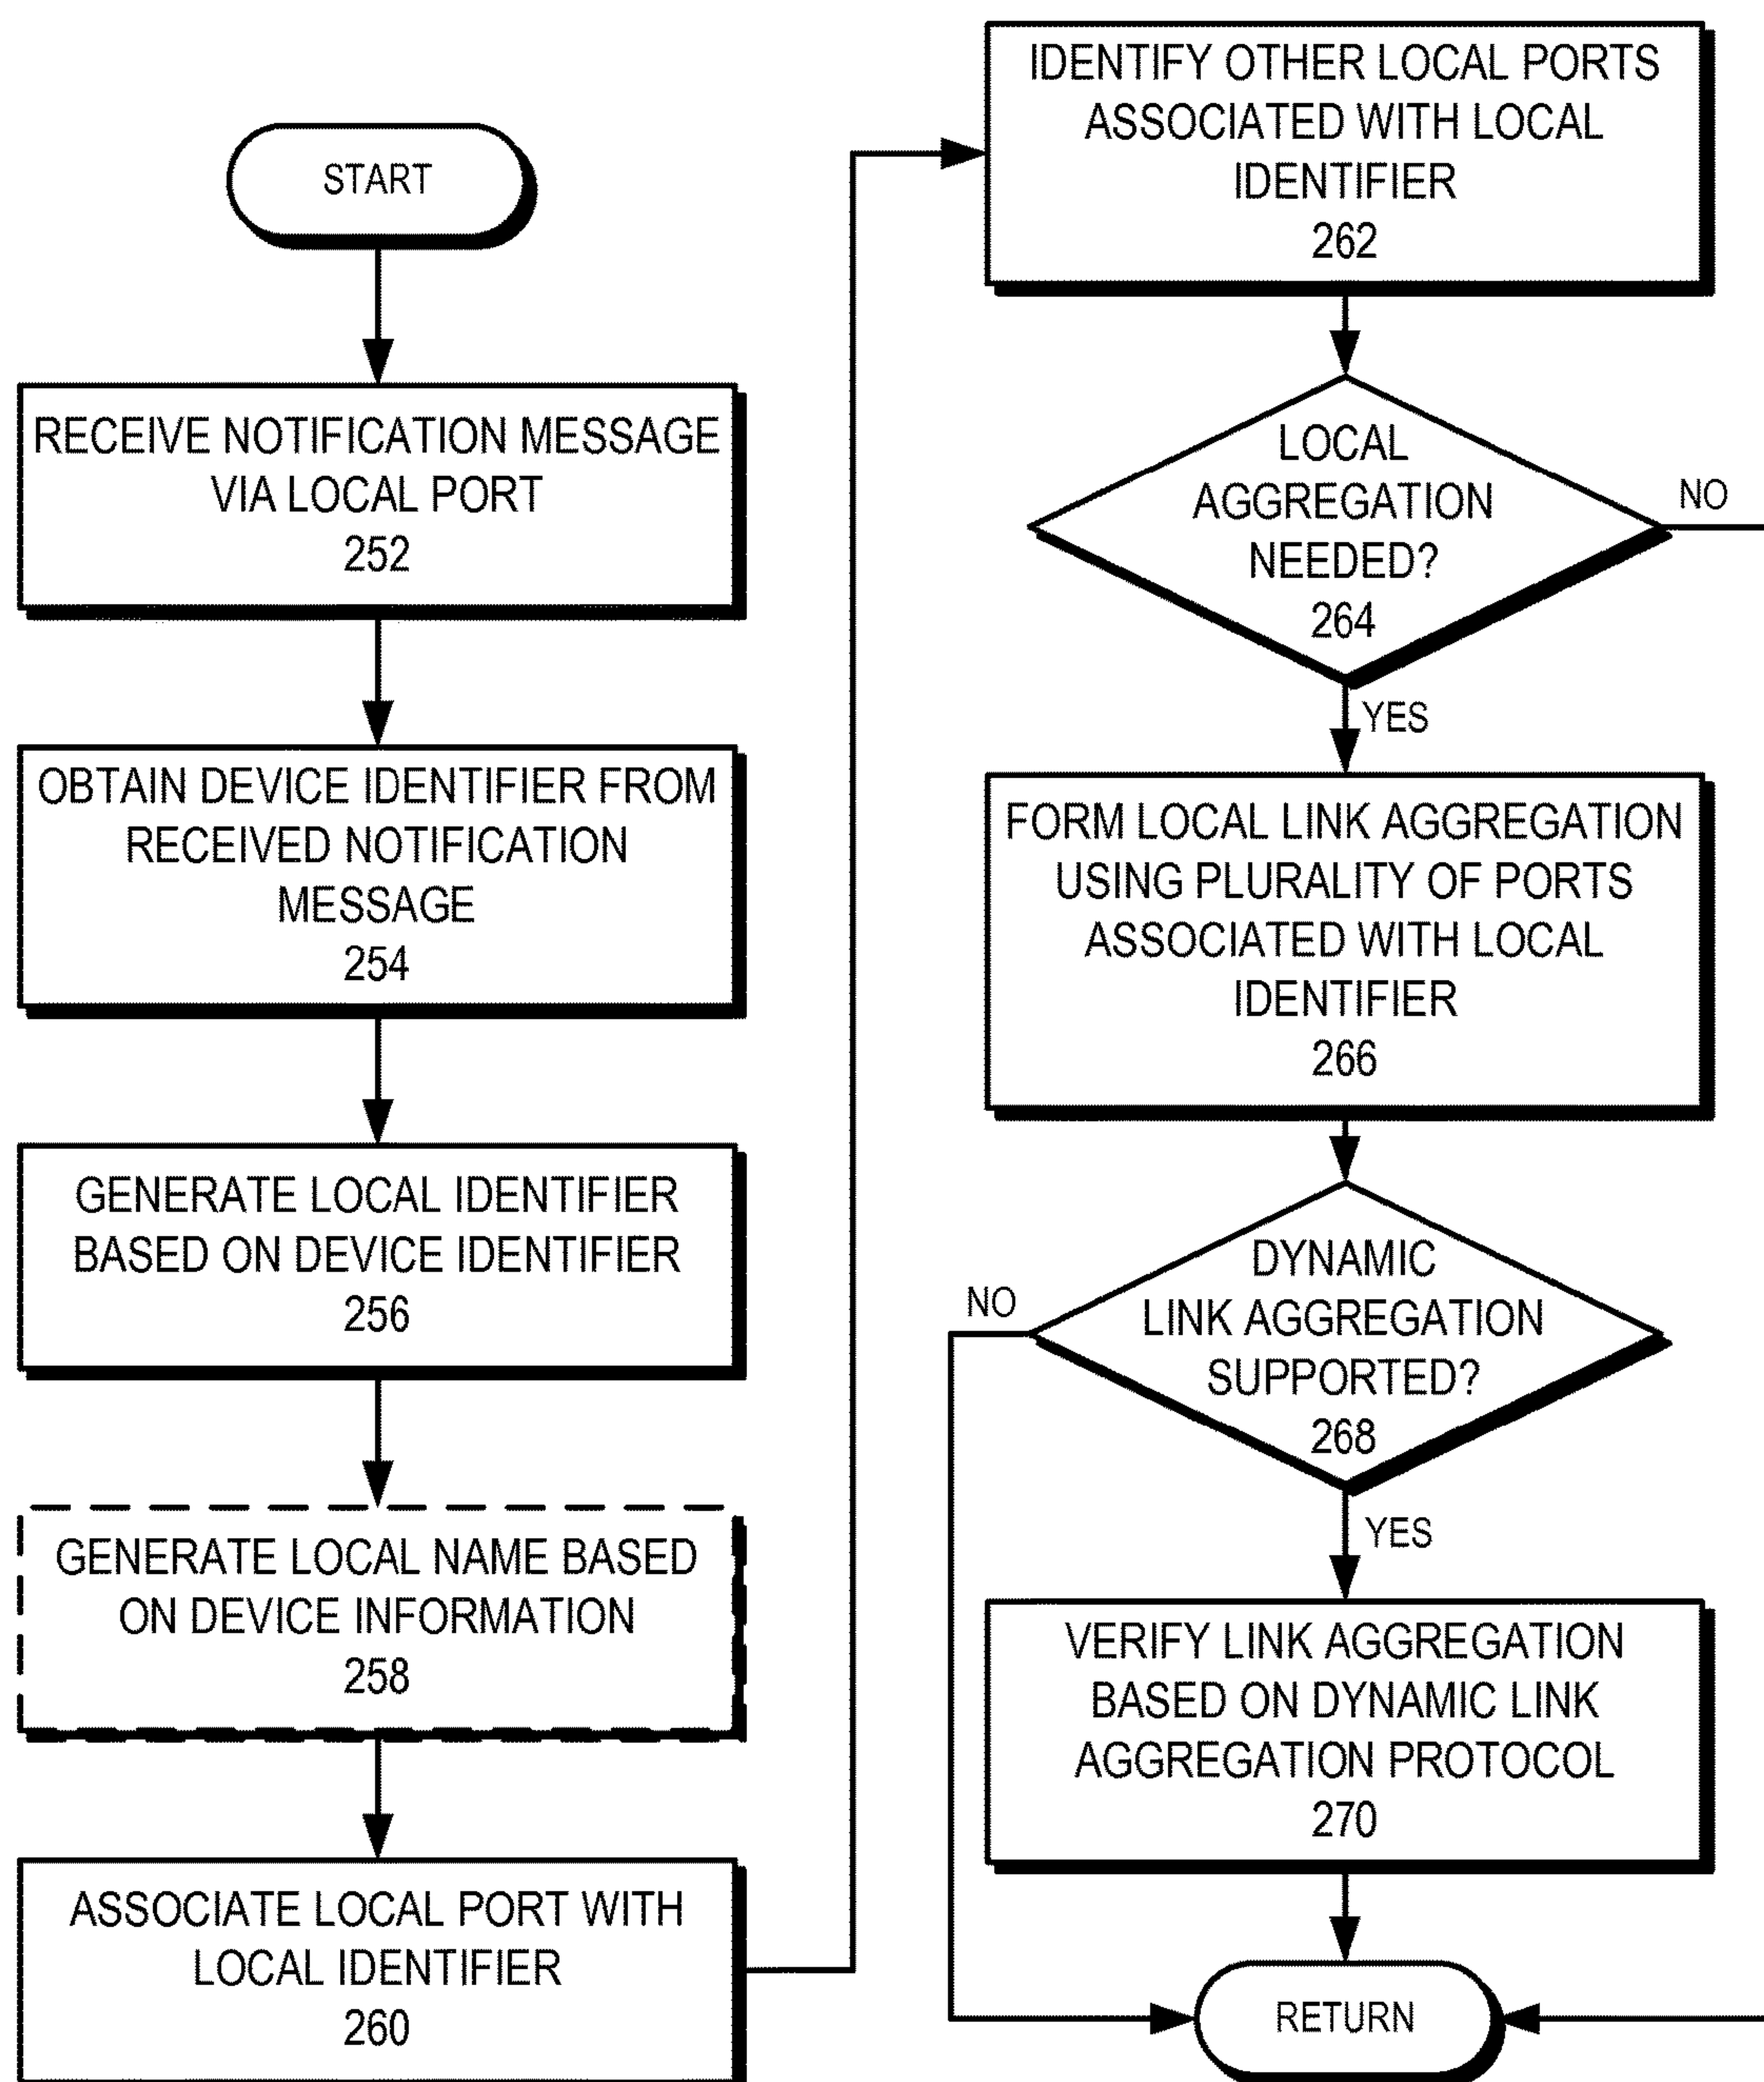 START
RECEIVE NOTIFICATION MESSAGE
VIA LOCAL PORT
252
OBTAIN DEVICE IDENTIFIER FROM
RECEIVED NOTIFICATION
MESSAGE
254
GENERATE LOCAL IDENTIFIER
BASED ON DEVICE IDENTIFIER
256
GENERATE LOCAL NAME BASED
ON DEVICE INFORMATION
258
ASSOCIATE LOCAL PORT WITH
LOCAL IDENTIFIER
260
IDENTIFY OTHER LOCAL PORTS
ASSOCIATED WITH LOCAL
IDENTIFIER
262
LOCAL
AGGREGATION
NEEDED?
264
NO
YES
FORM LOCAL LINK AGGREGATION
USING PLURALITY OF PORTS
ASSOCIATED WITH LOCAL
IDENTIFIER
266
DYNAMIC
LINK AGGREGATION
SUPPORTED?
268
NO
YES
VERIFY LINK AGGREGATION
BASED ON DYNAMIC LINK
AGGREGATION PROTOCOL
270
RETURN